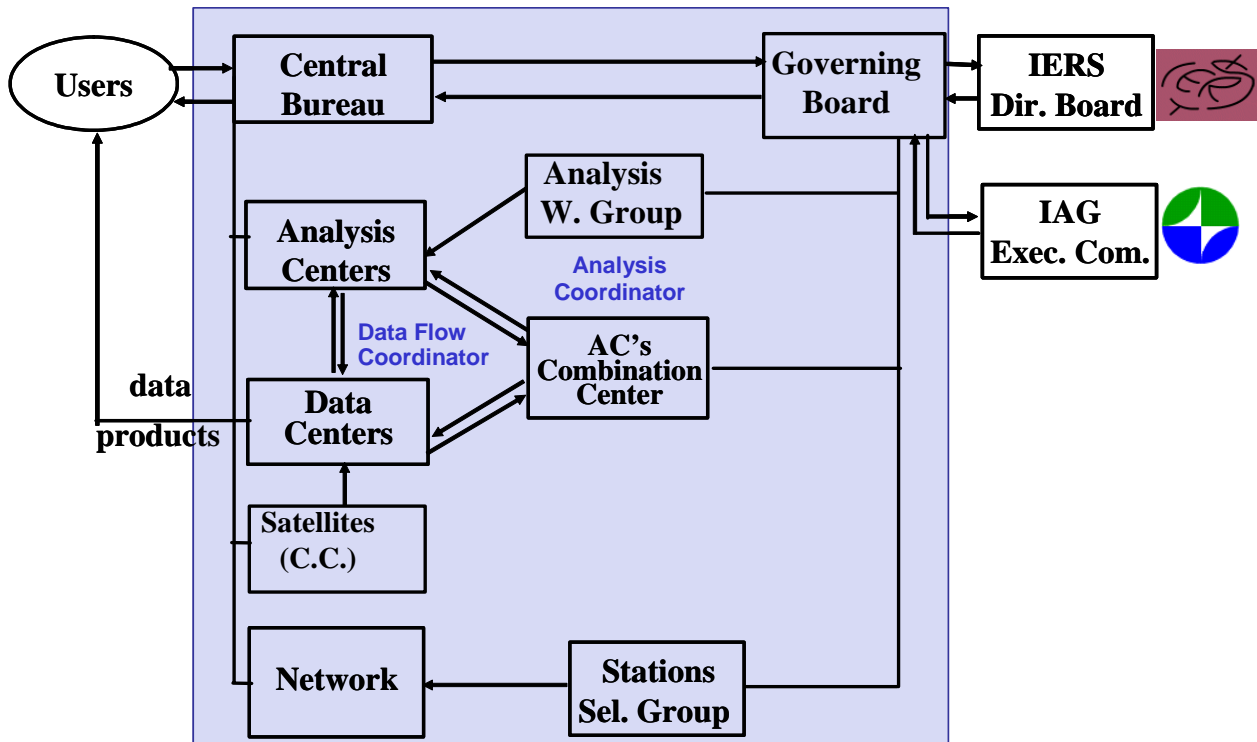 Users
Central
Bureau
Governing
Board
IERS
Dir. Board
Analysis
W. Group
IAG
Exec. Com.
Analysis
Centers
Analysis
Coordinator
Data Flow
Coordinator
AC's
Combination
Center
data
products
Data
Centers
Satellites
(C.C.)
Network
Stations
Sel. Group